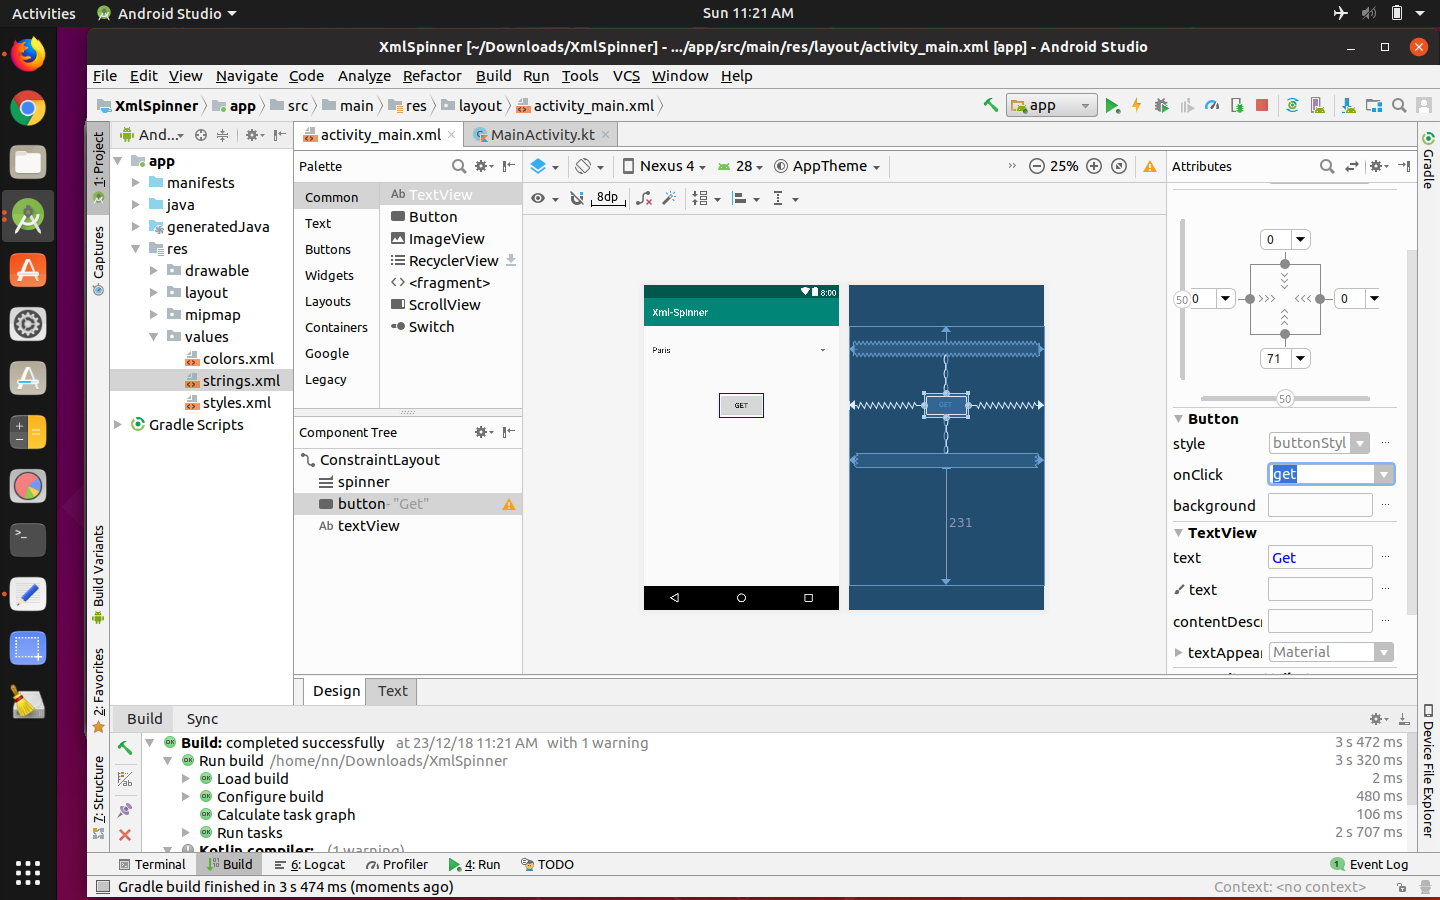 Activities
Android Studio
Sun 11:21 AM
XmlSpinner [~/Downloads/XmlSpinner] - .../app/src/main/res/layout/activity_main.xml [app] - Android Studio
File Edit View Navigate Code Analyze Refactor Build Run Tools VCS Window Help
XmlSpinner app src main res layout activity_main.xml
app
1: Project
Captures
Build Variants
2: Favorites
7: Structure
And...
app
manifests
java
generatedJava
res
drawable
layout
mipmap
values
colors.xml
strings.xml
styles.xml
Gradle Scripts
activity_main.xml
MainActivity.kt
Palette
Common
Text
Buttons
Widgets
Layouts
Containers
Google
Legacy
Ab TextView
Button
ImageView
RecyclerView
<fragment>
ScrollView
Switch
Component Tree
ConstraintLayout
spinner
button - "Get"
Ab textView
Nexus 4
28
AppTheme
25%
8dp
8:00
Xml-Spinner
Paris
GET
GET
231
Attributes
0
50
0
0
71
50
Button
style buttonStyl
onClick get
background
TextView
text Get
text
contentDescri
textAppear Material
Gradle
Device File Explorer
Design Text
Build Sync
Build: completed successfully at 23/12/18 11:21 AM with 1 warning 3 s 472 ms
Run build /home/nn/Downloads/XmlSpinner 3 s 320 ms
Load build 2 ms
Configure build 480 ms
Calculate task graph 106 ms
Run tasks 2 s 707 ms
Kotlin compiler: (1 warning)
Terminal Build 6: Logcat Profiler 4: Run TODO
1 Event Log
Gradle build finished in 3 s 474 ms (moments ago)
Context: <no context>